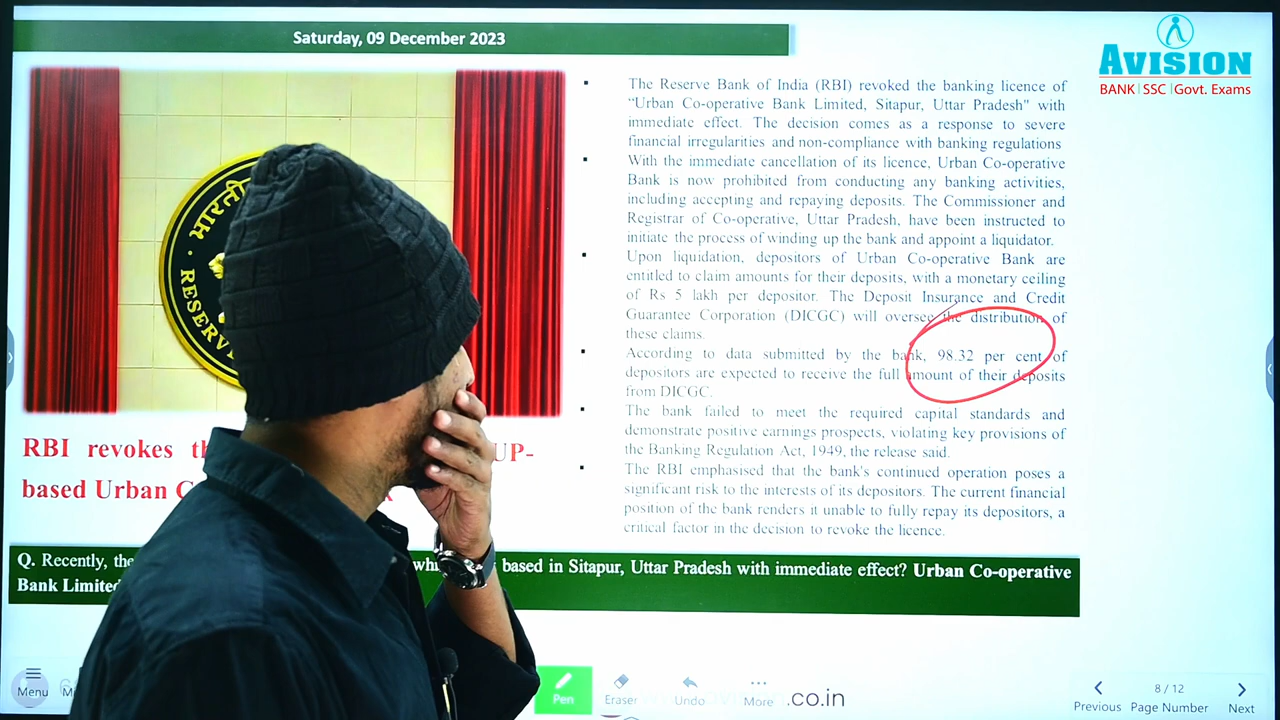 Saturday, 09 December 2023
AVISION
BANK | SSC | Govt. Exams
भारतीय
RESERV
RBI revokes UP-
based Urban
The Reserve Bank of India (RBI) revoked the banking licence of
“Urban Co-operative Bank Limited, Sitapur, Uttar Pradesh" with
immediate effect. The decision comes as a response to severe
financial irregularities and non-compliance with banking regulations
With the immediate cancellation of its licence, Urban Co-operative
Bank is now prohibited from conducting any banking activities,
including accepting and repaying deposits. The Commissioner and
Registrar of Co-operative, Uttar Pradesh, have been instructed to
initiate the process of winding up the bank and appoint a liquidator.
Upon liquidation, depositors of Urban Co-operative Bank are
entitled to claim amounts for their deposits, with a monetary ceiling
of Rs 5 lakh per depositor. The Deposit Insurance and Credit
Guarantee Corporation (DICGC) will oversee the distribution of
these claims.
According to data submitted by the bank, 98.32 per cent of
depositors are expected to receive the full amount of their deposits
from DICGC.
The bank failed to meet the required capital standards and
demonstrate positive earnings prospects, violating key provisions of
the Banking Regulation Act, 1949, the release said.
The RBI emphasised that the bank's continued operation poses a
significant risk to the interests of its depositors. The current financial
position of the bank renders it unable to fully repay its depositors, a
critical factor in the decision to revoke the licence.
Q. Recently, the based in Sitapur, Uttar Pradesh with immediate effect? Urban Co-operative
Bank Limited
Menu
Pen
Eraser
Undo
More
.co.in
Previous
8 / 12
Page Number
Next